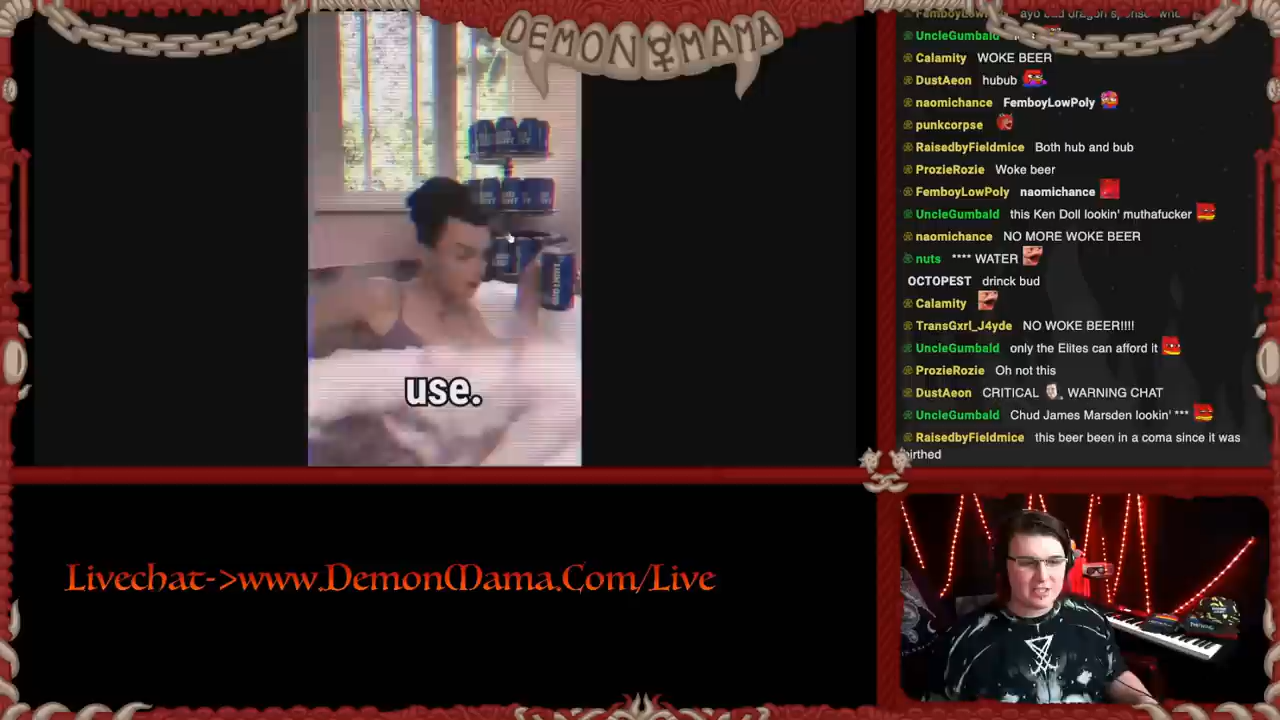 DEMON MAMA
use.
Livechat->www.DemonMama.Com/Live
UncleGumbald
Calamity WOKE BEER
DustAeon hubub
naomichance FemboyLowPoly
punkcorpse
RaisedbyFieldmice Both hub and bub
ProzieRozie Woke beer
FemboyLowPoly naomichance
UncleGumbald this Ken Doll lookin' muthafucker
naomichance NO MORE WOKE BEER
nuts **** WATER
OCTOPEST drinck bud
Calamity
TransGxrl_J4yde NO WOKE BEER!!!!
UncleGumbald only the Elites can afford it
ProzieRozie Oh not this
DustAeon CRITICAL WARNING CHAT
UncleGumbald Chud James Marsden lookin' ***
RaisedbyFieldmice this beer been in a coma since it was
birthed